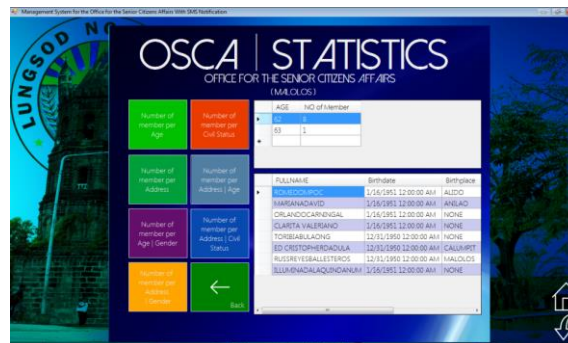 Management System for the Office for the Senior Citizens Affair With SMS Notification
LUNGSOD NG
OSCA | STATISTICS
OFFICE FOR THE SENIOR CITIZENS AFFAIRS
(MALOLOS)
Number of member per Age
Number of member per Civil Status
AGE NO of Member
62
63 1
Number of member per Address
Number of member per Address | Age
Number of member per Age | Gender
Number of member per Address | Civil Status
Number of member per Address | Gender
Back
FULLNAME Birthdate Birthplace
ROMEOOMPOC 1/16/1951 12:00:00 AM ALIDO
MARIANADAVID 1/16/1951 12:00:00 AM ANILAO
ORLANDOCARNINGAL 1/16/1951 12:00:00 AM NONE
CLARITA VALERIANO 1/16/1951 12:00:00 AM NONE
TORIBIABULAONG 12/31/1950 12:00:00 AM NONE
ED CRISTOPHERDADULA 12/31/1950 12:00:00 AM CALUMPIT
RUSSREYESBALLESTEROS 12/31/1950 12:00:00 AM MALOLOS
ILLUMINADALAQUINDANUM 1/16/1951 12:00:00 AM NONE